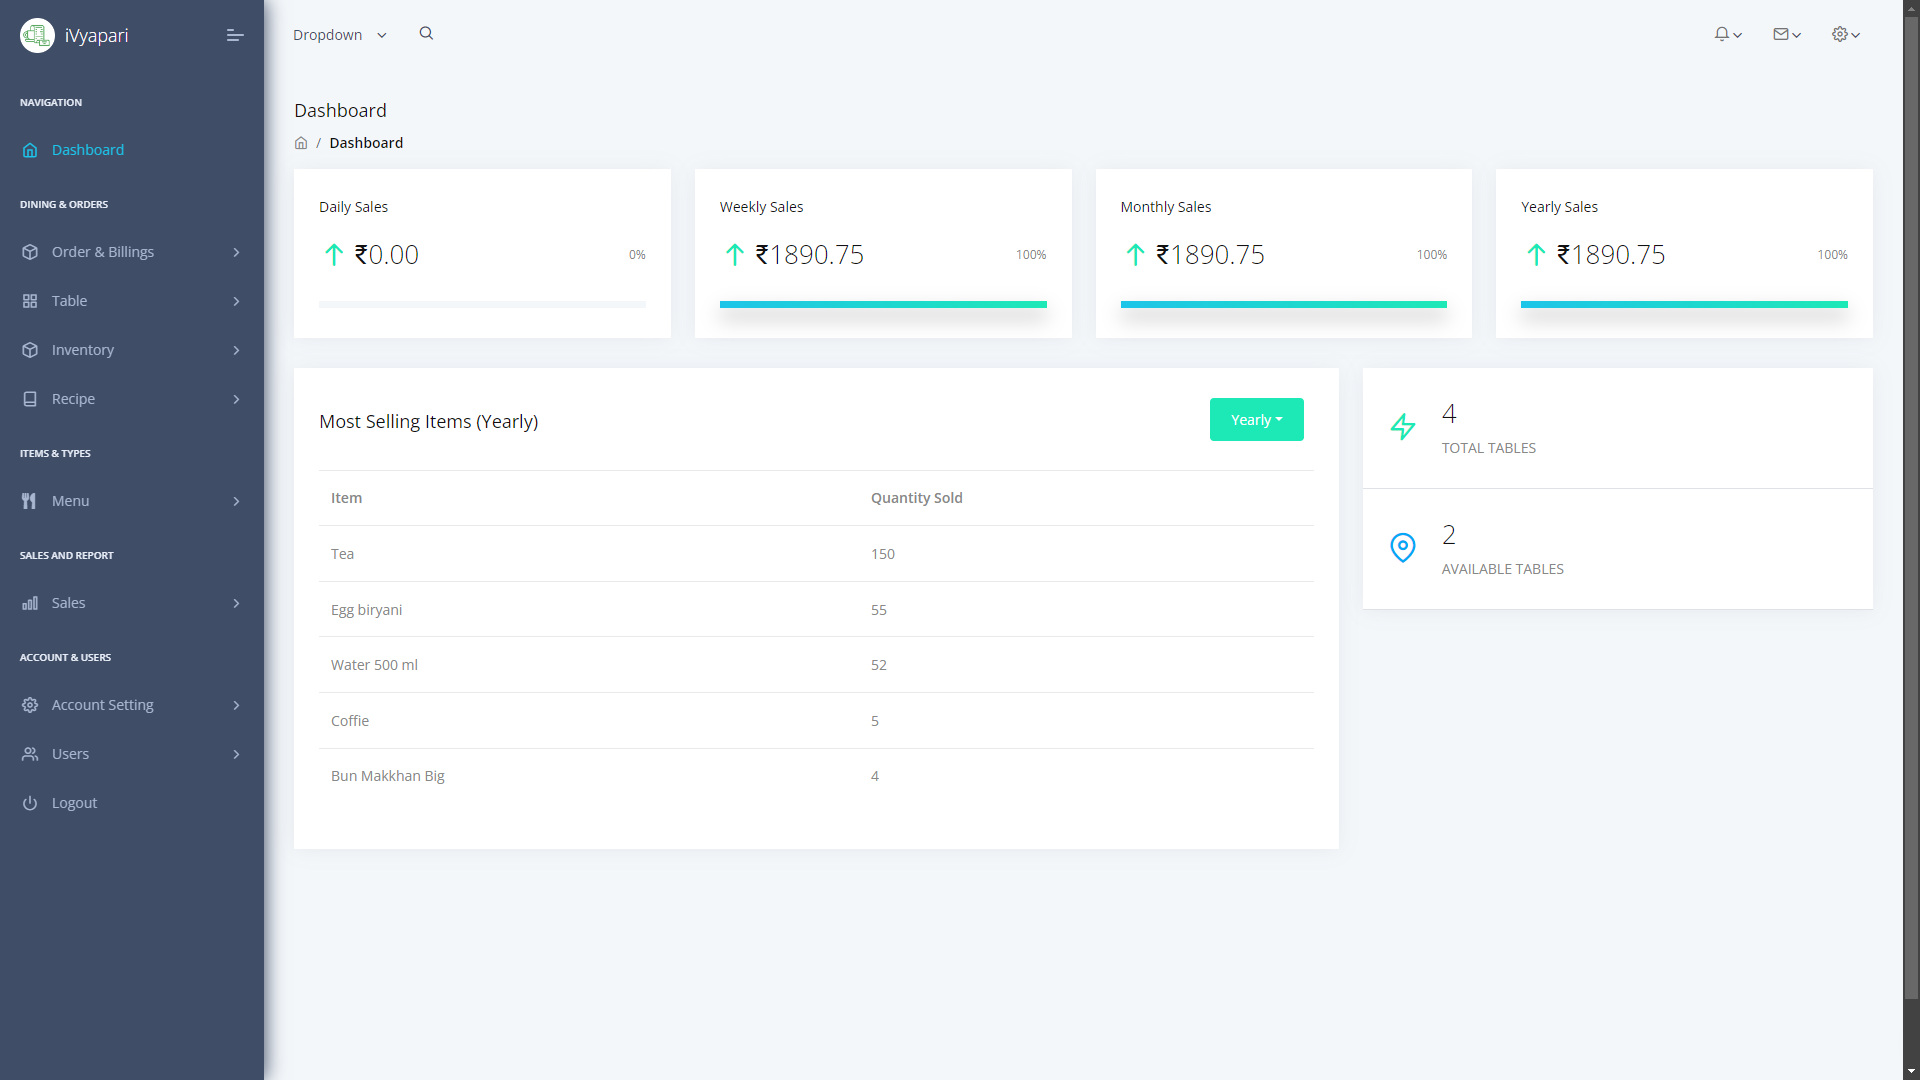 iVyapari
NAVIGATION
Dashboard
DINING & ORDERS
Order & Billings
Table
Inventory
Recipe
ITEMS & TYPES
Menu
SALES AND REPORT
Sales
ACCOUNT & USERS
Account Setting
Users
Logout
Dropdown
Dashboard
/ Dashboard
Daily Sales
₹0.00 0%
Weekly Sales
₹1890.75 100%
Monthly Sales
₹1890.75 100%
Yearly Sales
₹1890.75 100%
Most Selling Items (Yearly)
Yearly
Item Quantity Sold
Tea 150
Egg biryani 55
Water 500 ml 52
Coffie 5
Bun Makkhan Big 4
4
TOTAL TABLES
2
AVAILABLE TABLES